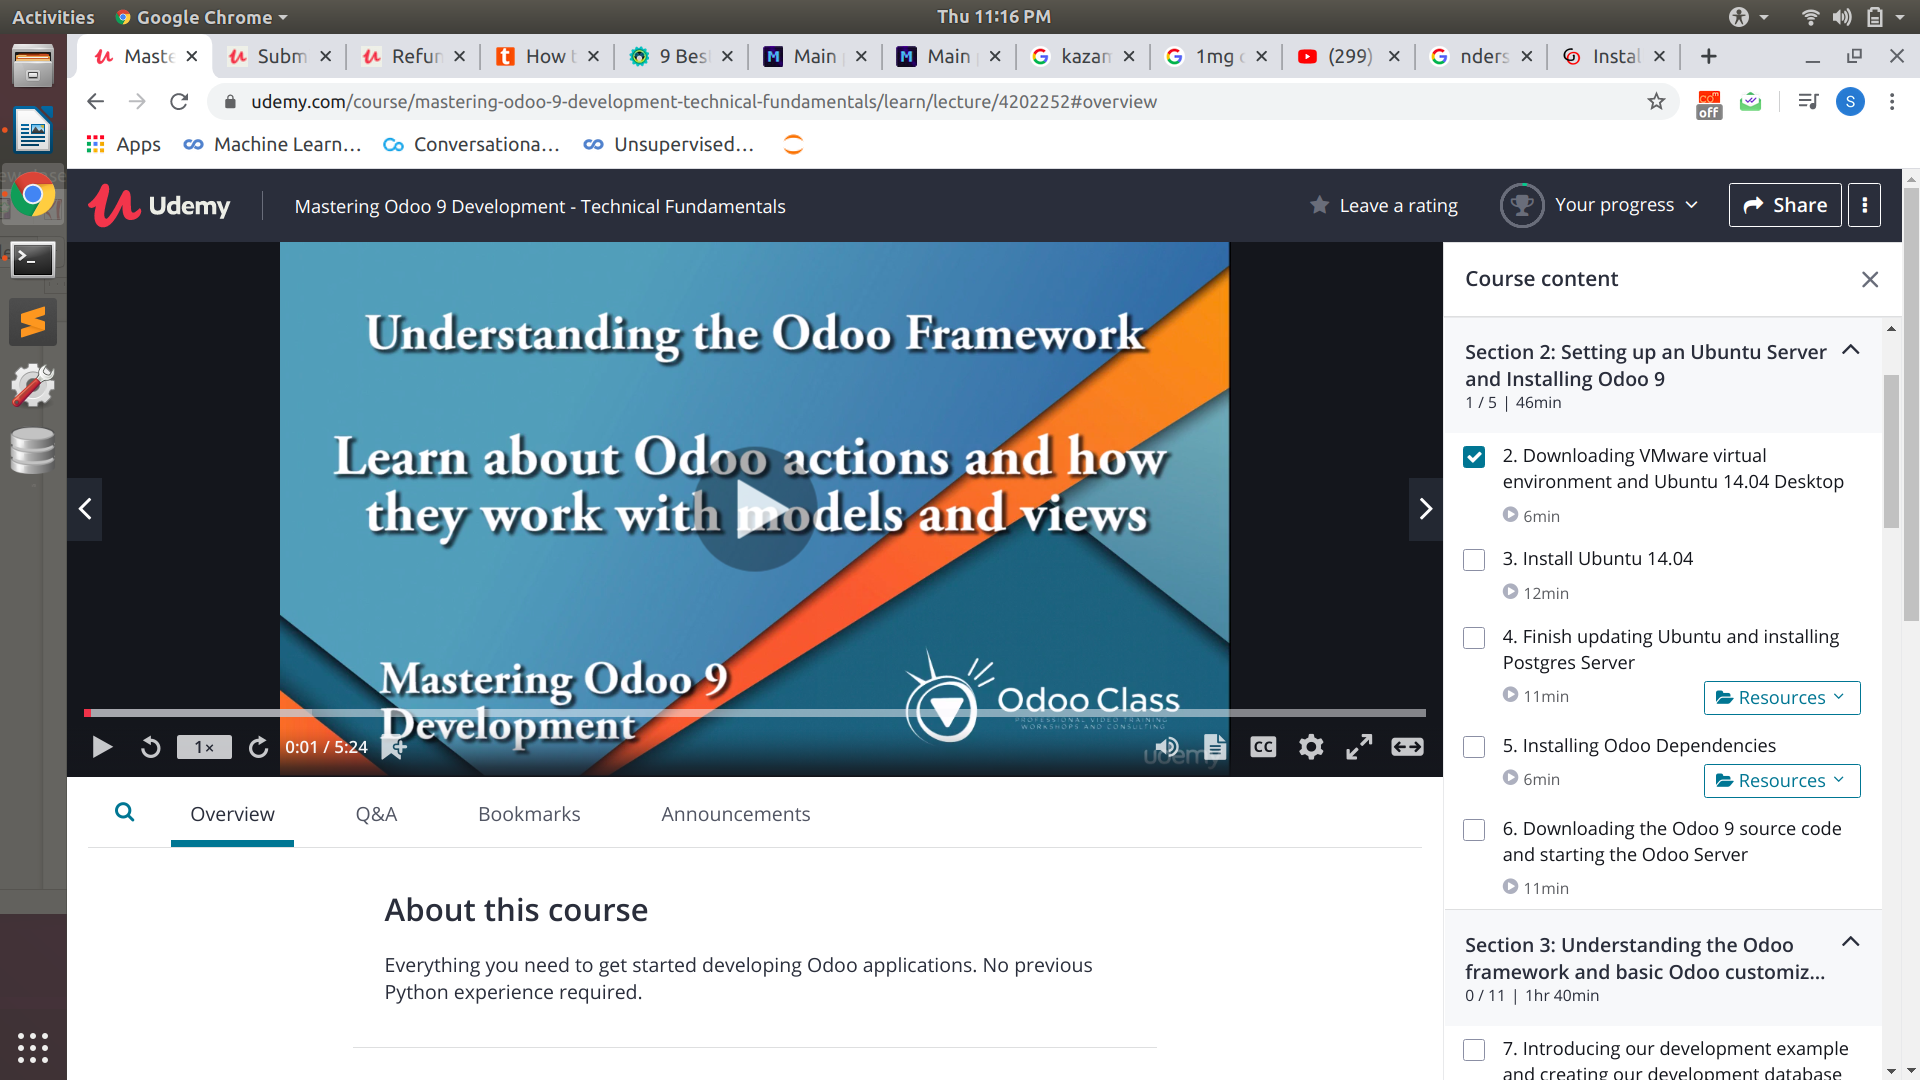 Activities
Google Chrome
Thu 11:16 PM
Maste
Subm
Refun
How t
9 Best
Main
Main
kazam
1mg
(299)
nders
Instal
udemy.com/course/mastering-odoo-9-development-technical-fundamentals/learn/lecture/4202252#overview
off
S
Apps
Machine Learn...
Conversationa...
Unsupervised...
Udemy
Mastering Odoo 9 Development - Technical Fundamentals
Leave a rating
Your progress
Share
Understanding the Odoo Framework
Learn about Odoo actions and how
they work with models and views
Mastering Odoo 9
Development
Odoo Class
PROFESSIONAL VIDEO TRAINING
WORKSHOPS AND CONSULTING
udemy
1×
0:01 / 5:24
CC
Overview
Q&A
Bookmarks
Announcements
About this course
Everything you need to get started developing Odoo applications. No previous
Python experience required.
Course content
Section 2: Setting up an Ubuntu Server
and Installing Odoo 9
1 / 5 | 46min
2. Downloading VMware virtual
environment and Ubuntu 14.04 Desktop
6min
3. Install Ubuntu 14.04
12min
4. Finish updating Ubuntu and installing
Postgres Server
11min
Resources
5. Installing Odoo Dependencies
6min
Resources
6. Downloading the Odoo 9 source code
and starting the Odoo Server
11min
Section 3: Understanding the Odoo
framework and basic Odoo customiz...
0 / 11 | 1hr 40min
7. Introducing our development example
and creating our development database